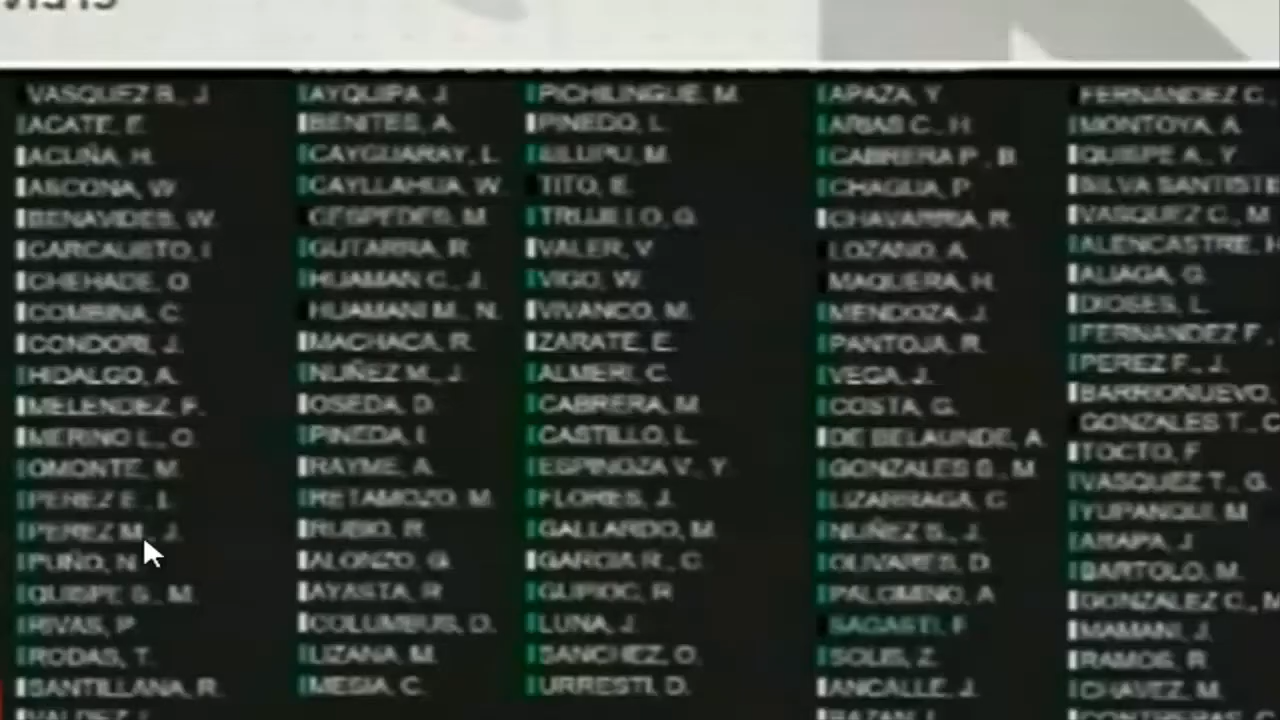 VASQUEZ B., J.
ACATE, E.
ACUÑA, H.
ASCONA, W.
BENAVIDES, W.
CARCAUSTO, I.
CHEHADE, O.
COMBINA, C.
CONDORI, J.
HIDALGO, A.
MELENDEZ, F.
MERINO L., O.
OMONTE, M.
PEREZ E., L.
PEREZ M., J.
PUÑO, N.
QUISPE S., M.
RIVAS, P.
RODAS, T.
SANTILLANA, R.
VALDEZ
AYQUIPA, J.
BENITES, A.
CAYGUARAY, L.
CAYLLAHUA, W.
CESPEDES, M.
GUTARRA, R.
HUAMAN C., J.
HUAMANI M., N.
MACHACA, R.
NUÑEZ M., J.
OSEDA, D.
PINEDA, I.
RAYME, A.
RETAMOZO, M.
RUBIO, R.
ALONZO, G.
AYASTA, R.
COLUMBUS, D.
LIZANA, M.
MESIA, C.
PICHILINGUE, M.
PINEDO, L.
SILUPU, M.
TITO, E.
TRUJILLO, G.
VALER, V.
VIGO, W.
VIVANCO, M.
ZARATE, E.
ALMERI, C.
CABRERA, M.
CASTILLO, L.
ESPINOZA V., Y.
FLORES, J.
GALLARDO, M.
GARCIA R., C.
GUPIOC, R.
LUNA, J.
SANCHEZ, O.
URRESTI, D.
APAZA, Y.
ARIAS C., H.
CABRERA P., B.
CHAGUA, P.
CHAVARRIA, R.
LOZANO, A.
MAQUERA, H.
MENDOZA, J.
PANTOJA, R.
VEGA, J.
COSTA, G.
DE BELAUNDE, A.
GONZALES S., M.
LIZARRAGA, C.
NUÑEZ S., J.
OLIVARES, D.
PALOMINO, A.
SAGASTI, F.
SOLIS, Z.
ANCALLE, J.
BAZAN, L.
FERNANDEZ C.,
MONTOYA, A.
QUISPE A., Y.
SILVA SANTISTE
VASQUEZ C., M
ALENCASTRE, H
ALIAGA, G.
DIOSES, L.
FERNANDEZ F.,
PEREZ F., J.
BARRIONUEVO,
GONZALES T., C
TOCTO, F.
VASQUEZ T., G.
YUPANQUI, M
ARAPA, J.
BARTOLO, M.
GONZALEZ C., M
MAMANI, J.
RAMOS, R.
CHAVEZ, M.
CONTRERAS, C